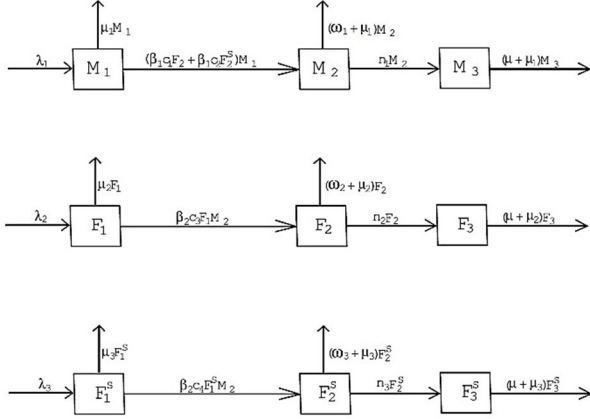 μ₁M₁ (ω₁ + μ₁)M₂
λ₁ M₁ (β₁c₁F₂ + β₁c₂F₂ˢ)M₁ M₂ n₁M₂ M₃ (μ + μ₁)M₃
μ₂F₁ (ω₂ + μ₂)F₂
λ₂ F₁ β₂c₃F₁M₂ F₂ n₂F₂ F₃ (μ + μ₂)F₃
μ₃F₁ˢ (ω₃ + μ₃)F₂ˢ
λ₃ F₁ˢ β₂c₄F₁ˢM₂ F₂ˢ n₃F₂ˢ F₃ˢ (μ + μ₃)F₃ˢ